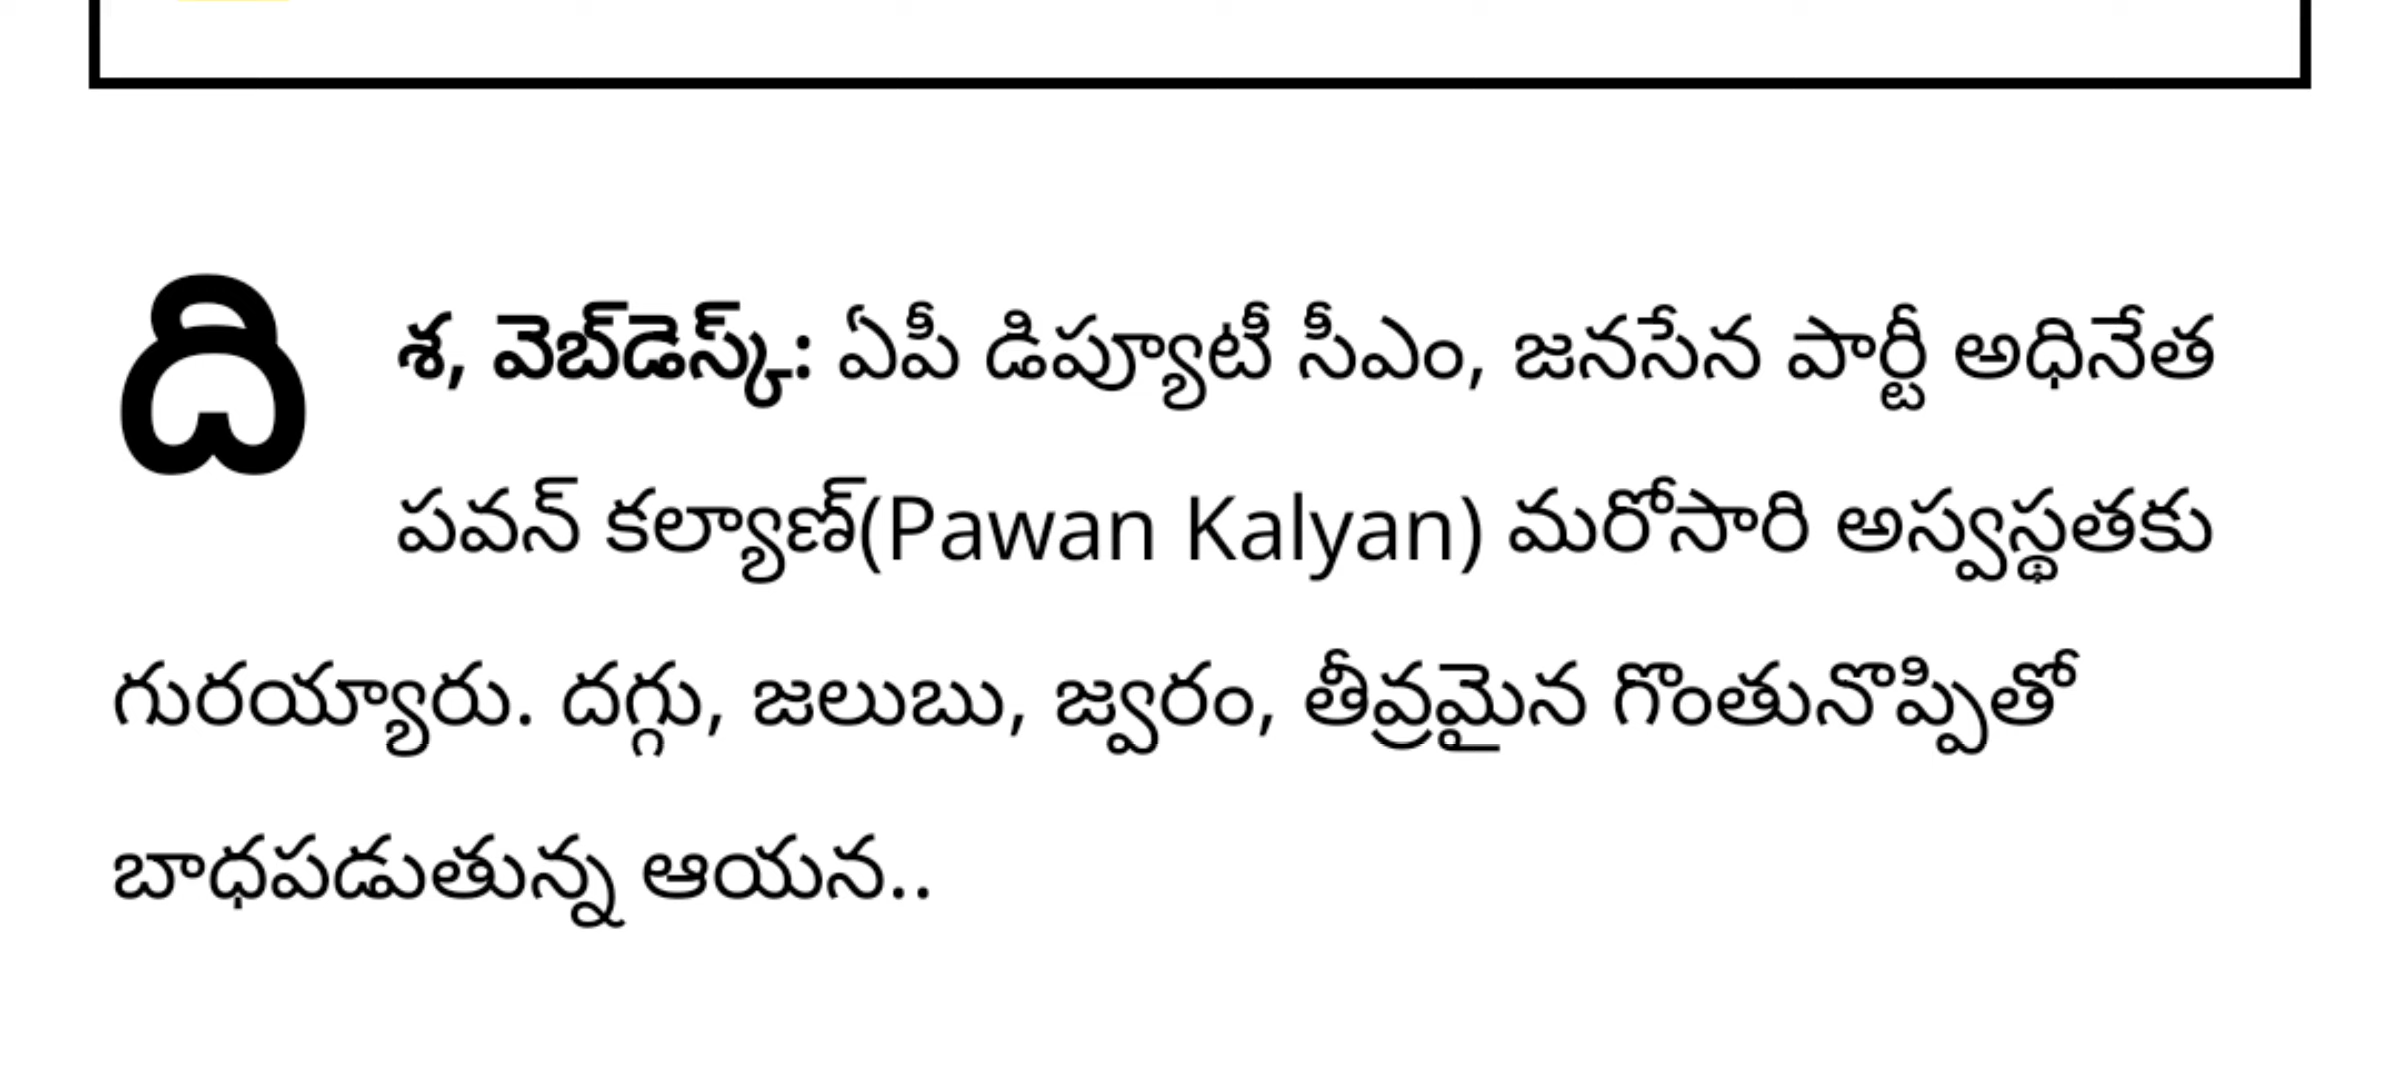 దిశ, వెబ్‌డెస్క్: ఏపీ డిప్యూటీ సీఎం, జనసేన పార్టీ అధినేత
పవన్ కల్యాణ్(Pawan Kalyan) మరోసారి అస్వస్థతకు
గురయ్యారు. దగ్గు, జలుబు, జ్వరం, తీవ్రమైన గొంతునొప్పితో
బాధపడుతున్న ఆయన..